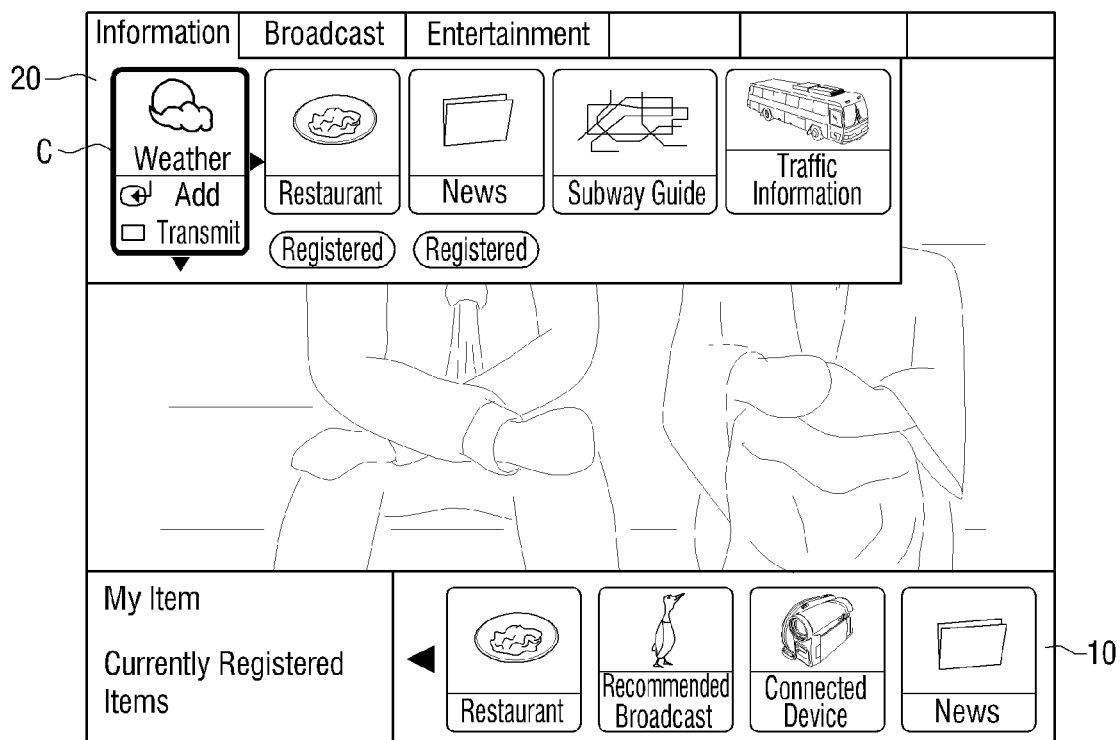 Information Broadcast Entertainment
20
C
Weather
Add
Transmit
Restaurant
News
Subway Guide
Traffic
Information
Registered
Registered
My Item
Currently Registered
Items
Restaurant
Recommended
Broadcast
Connected
Device
News
10